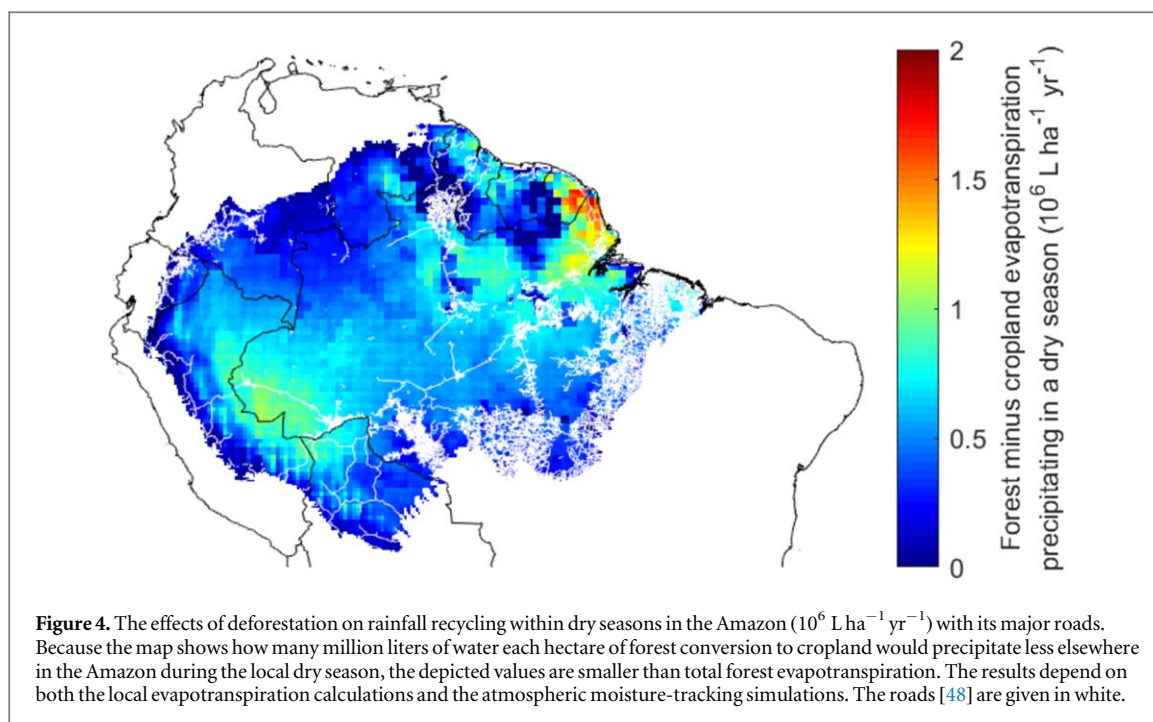 2
1.5
1
0.5
0
Forest minus cropland evapotranspiration
precipitating in a dry season (10⁶ L ha⁻¹ yr⁻¹)
Figure 4. The effects of deforestation on rainfall recycling within dry seasons in the Amazon (10⁶ L ha⁻¹ yr⁻¹) with its major roads.
Because the map shows how many million liters of water each hectare of forest conversion to cropland would precipitate less elsewhere
in the Amazon during the local dry season, the depicted values are smaller than total forest evapotranspiration. The results depend on
both the local evapotranspiration calculations and the atmospheric moisture-tracking simulations. The roads [48] are given in white.